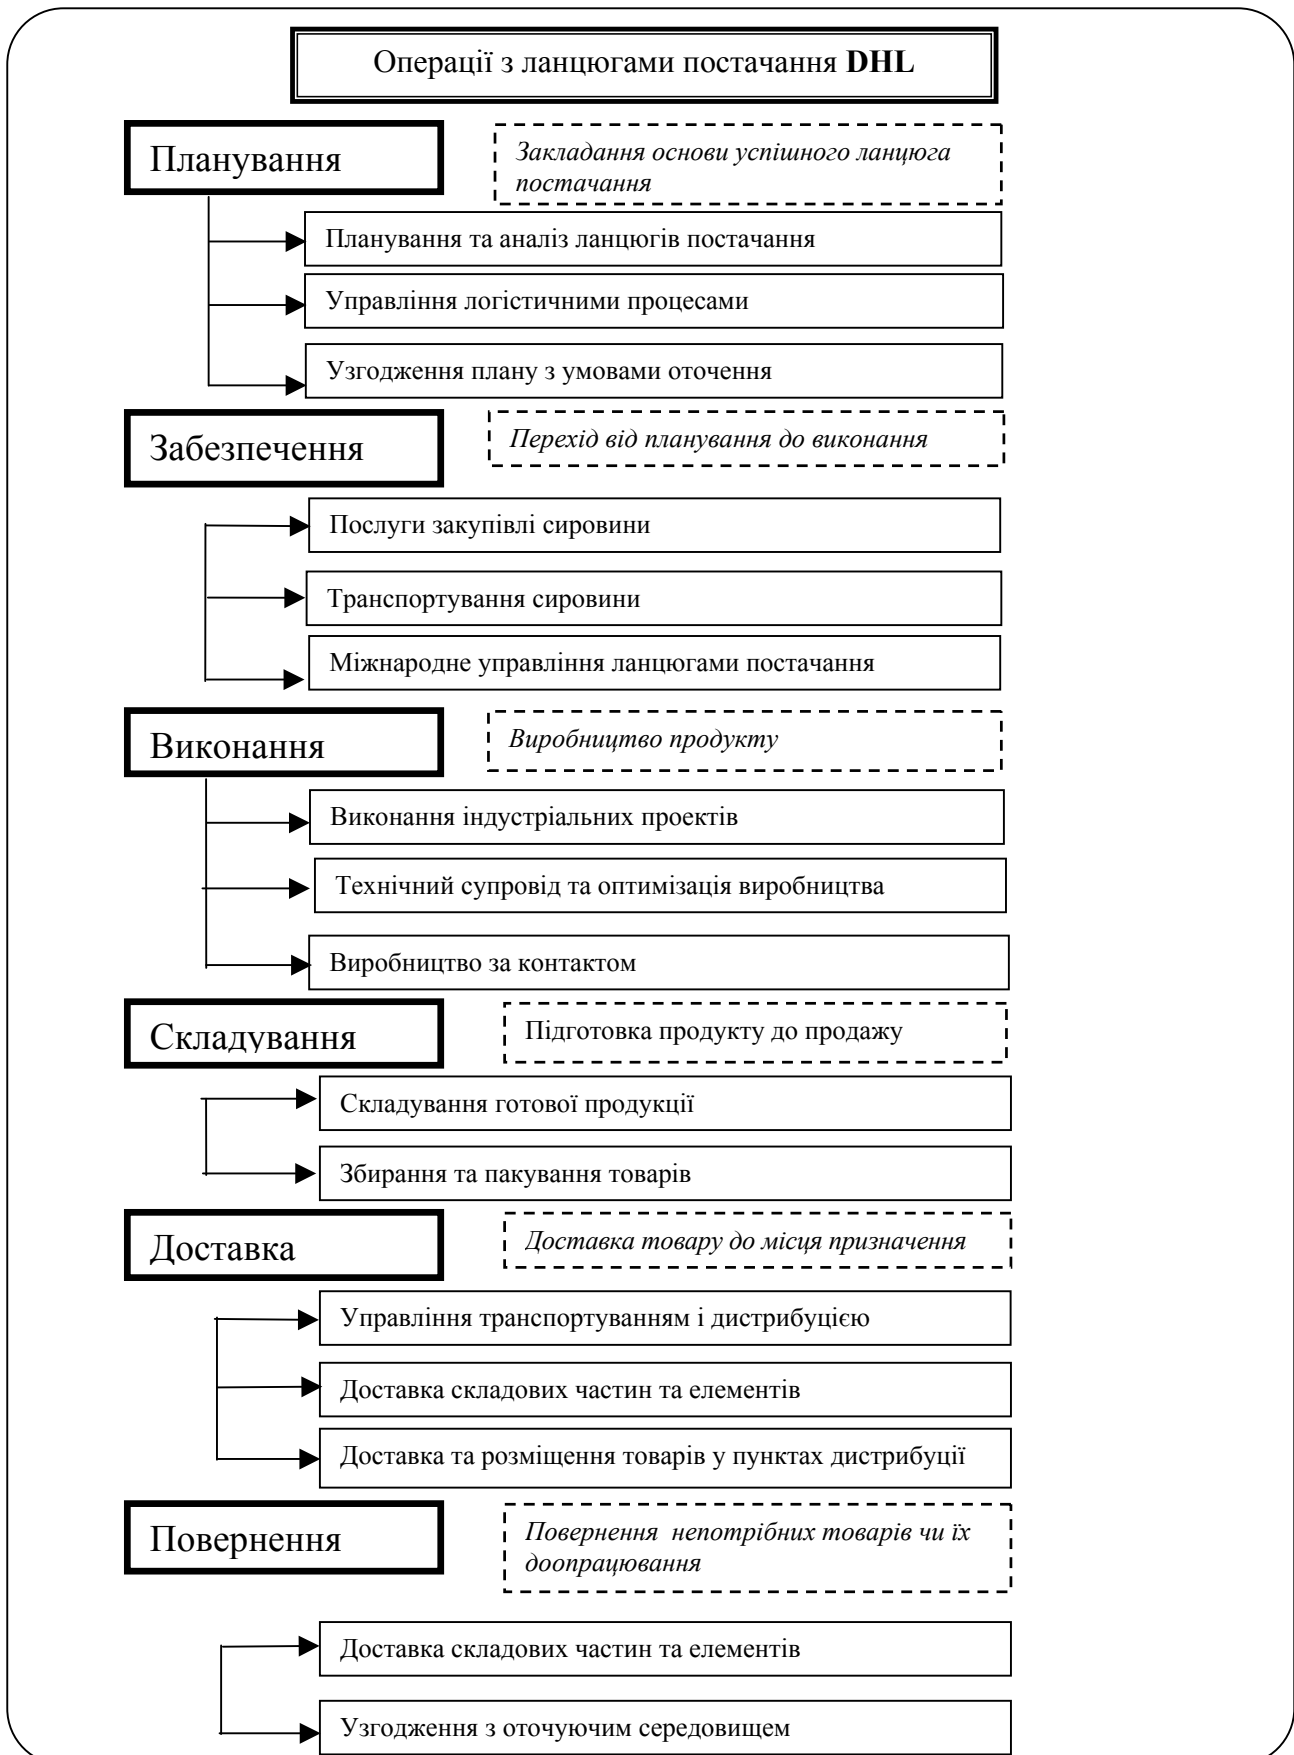 Операції з ланцюгами постачання DHL
Планування
Закладання основи успішного ланцюга
постачання
Планування та аналіз ланцюгів постачання
Управління логістичними процесами
Узгодження плану з умовами оточення
Забезпечення
Перехід від планування до виконання
Послуги закупівлі сировини
Транспортування сировини
Міжнародне управління ланцюгами постачання
Виконання
Виробництво продукту
Виконання індустріальних проектів
Технічний супровід та оптимізація виробництва
Виробництво за контактом
Складування
Підготовка продукту до продажу
Складування готової продукції
Збирання та пакування товарів
Доставка
Доставка товару до місця призначення
Управління транспортуванням і дистрибуцією
Доставка складових частин та елементів
Доставка та розміщення товарів у пунктах дистрибуції
Повернення
Повернення непотрібних товарів чи їх
доопрацювання
Доставка складових частин та елементів
Узгодження з оточуючим середовищем